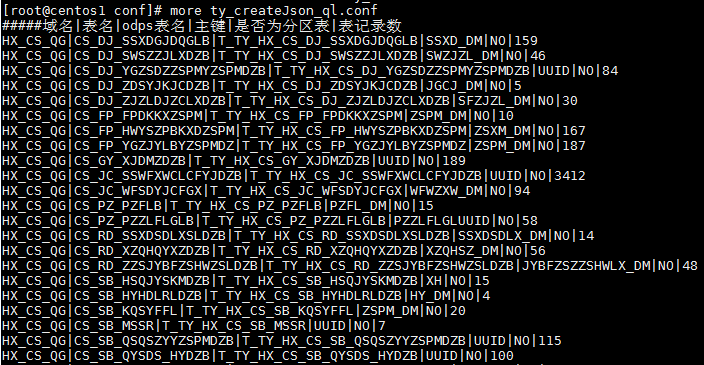 [root@centos1 conf]# more ty_createJson_ql.conf
#####域名|表名|odps表名|主键|是否为分区表|表记录数
HX_CS_QG|CS_DJ_SSXDGJDQGLB|T_TY_HX_CS_DJ_SSXDGJDQGLB|SSXD_DM|NO|159
HX_CS_QG|CS_DJ_SWSZZJLXDZB|T_TY_HX_CS_DJ_SWSZZJLXDZB|SWZJZL_DM|NO|46
HX_CS_QG|CS_DJ_YGZSDZZSPMYZSPMDZB|T_TY_HX_CS_DJ_YGZSDZZSPMYZSPMDZB|UUID|NO|84
HX_CS_QG|CS_DJ_ZDSYJKJCDZB|T_TY_HX_CS_DJ_ZDSYJKJCDZB|JGCJ_DM|NO|5
HX_CS_QG|CS_DJ_ZJZLDJZCLXDZB|T_TY_HX_CS_DJ_ZJZLDJZCLXDZB|SFZJZL_DM|NO|30
HX_CS_QG|CS_FP_FPDKKXZSPM|T_TY_HX_CS_FP_FPDKKXZSPM|ZSPM_DM|NO|10
HX_CS_QG|CS_FP_HWYSZPBKXDZSPM|T_TY_HX_CS_FP_HWYSZPBKXDZSPM|ZSXM_DM|NO|167
HX_CS_QG|CS_FP_YGZJYLBYZSPMDZ|T_TY_HX_CS_FP_YGZJYLBYZSPMDZ|ZSPM_DM|NO|187
HX_CS_QG|CS_GY_XJDMZDZB|T_TY_HX_CS_GY_XJDMZDZB|UUID|NO|189
HX_CS_QG|CS_JC_SSWFXWCLCFYJDZB|T_TY_HX_CS_JC_SSWFXWCLCFYJDZB|UUID|NO|3412
HX_CS_QG|CS_JC_WFSDYJCFGX|T_TY_HX_CS_JC_WFSDYJCFGX|WFWZXW_DM|NO|94
HX_CS_QG|CS_PZ_PZFLB|T_TY_HX_CS_PZ_PZFLB|PZFL_DM|NO|15
HX_CS_QG|CS_PZ_PZZLFLGLB|T_TY_HX_CS_PZ_PZZLFLGLB|PZZLFLGLUUID|NO|58
HX_CS_QG|CS_RD_SSXDSDLXSLDZB|T_TY_HX_CS_RD_SSXDSDLXSLDZB|SSXDSDLX_DM|NO|14
HX_CS_QG|CS_RD_XZQHQYXZDZB|T_TY_HX_CS_RD_XZQHQYXZDZB|XZQHSZ_DM|NO|56
HX_CS_QG|CS_RD_ZZSJYBFZSHWZSLDZB|T_TY_HX_CS_RD_ZZSJYBFZSHWZSLDZB|JYBFZSZZSHWLX_DM|NO|48
HX_CS_QG|CS_SB_HSQJYSKMDZB|T_TY_HX_CS_SB_HSQJYSKMDZB|XH|NO|15
HX_CS_QG|CS_SB_HYHDLRLDZB|T_TY_HX_CS_SB_HYHDLRLDZB|HY_DM|NO|4
HX_CS_QG|CS_SB_KQSYFFL|T_TY_HX_CS_SB_KQSYFFL|ZSPM_DM|NO|20
HX_CS_QG|CS_SB_MSSR|T_TY_HX_CS_SB_MSSR|UUID|NO|7
HX_CS_QG|CS_SB_QSQSZYYZSPMDZB|T_TY_HX_CS_SB_QSQSZYYZSPMDZB|UUID|NO|115
HX_CS_QG|CS_SB_QYSDS_HYDZB|T_TY_HX_CS_SB_QYSDS_HYDZB|UUID|NO|100